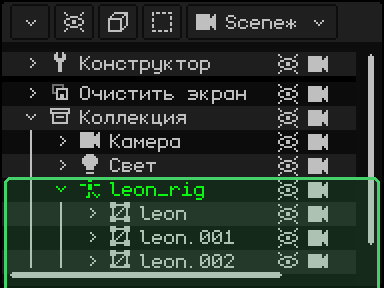 Scene*
Конструктор
Очистить экран
Коллекция
Камера
Свет
leon_rig
leon
leon.001
leon.002